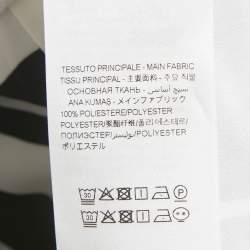 TESSUTO PRINCIPALE - MAIN FABRIC
TISSU PRINCIPAL - 主要面料 - 주요 직물
ОСНОВНАЯ ТКАНЬ - نسيج أساسي
ANA KUMAŞ - メインファブリック
100% POLIESTERE/POLYESTER
POLYESTER/聚酯纤维/폴리에스테르
/ПОЛИЭСТЕР/بوليستر/POLYESTER
ポリエステル
30
30